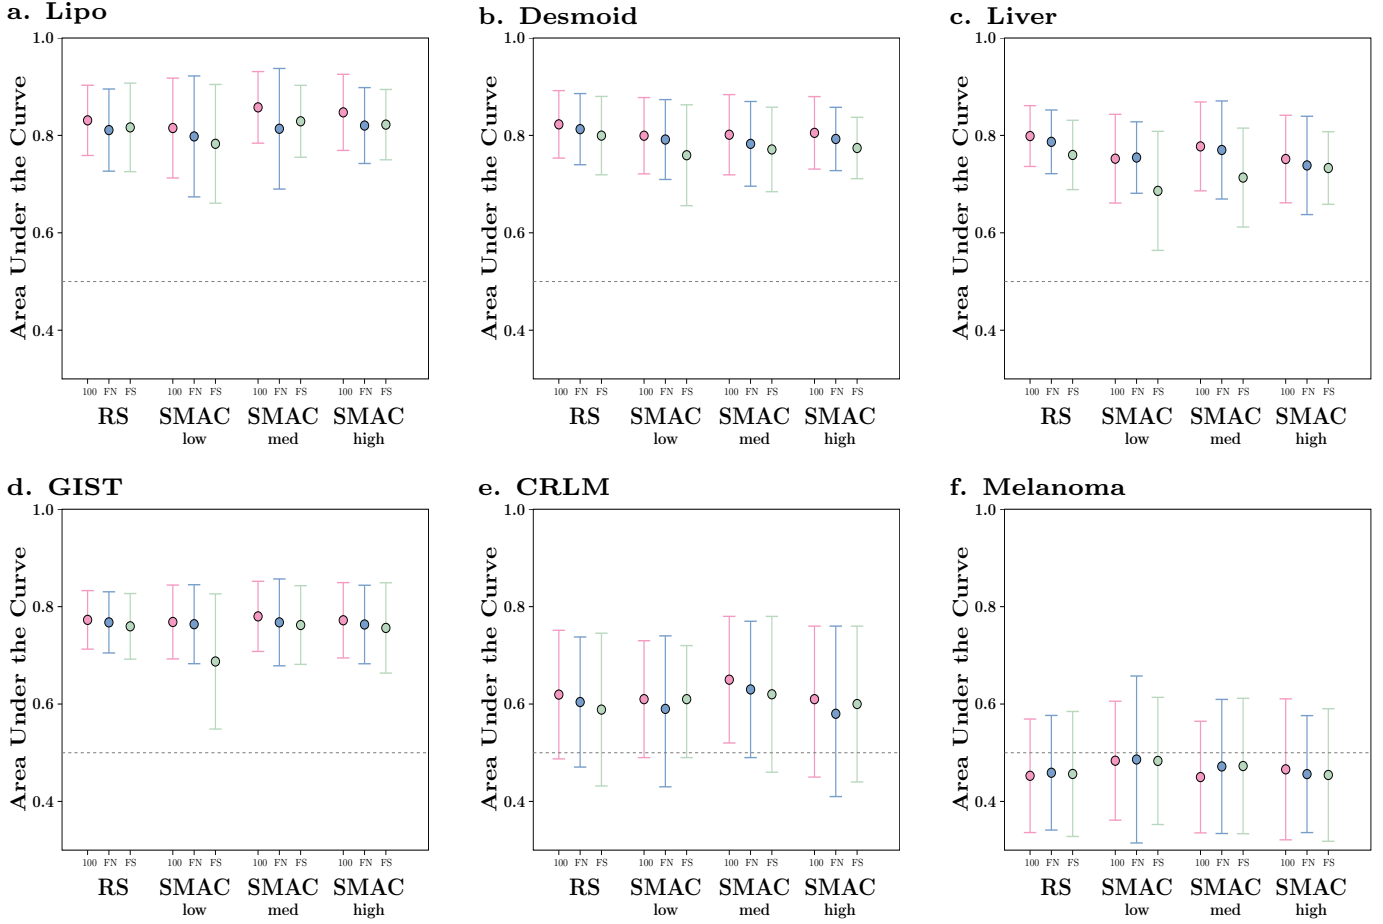 a. Lipo
Area Under the Curve
1.0
0.8
0.6
0.4
100 FN FS 100 FN FS 100 FN FS 100 FN FS
RS SMAC SMAC SMAC
low med high
b. Desmoid
Area Under the Curve
1.0
0.8
0.6
0.4
100 FN FS 100 FN FS 100 FN FS 100 FN FS
RS SMAC SMAC SMAC
low med high
c. Liver
Area Under the Curve
1.0
0.8
0.6
0.4
100 FN FS 100 FN FS 100 FN FS 100 FN FS
RS SMAC SMAC SMAC
low med high
d. GIST
Area Under the Curve
1.0
0.8
0.6
0.4
100 FN FS 100 FN FS 100 FN FS 100 FN FS
RS SMAC SMAC SMAC
low med high
e. CRLM
Area Under the Curve
1.0
0.8
0.6
0.4
100 FN FS 100 FN FS 100 FN FS 100 FN FS
RS SMAC SMAC SMAC
low med high
f. Melanoma
Area Under the Curve
1.0
0.8
0.6
0.4
100 FN FS 100 FN FS 100 FN FS 100 FN FS
RS SMAC SMAC SMAC
low med high